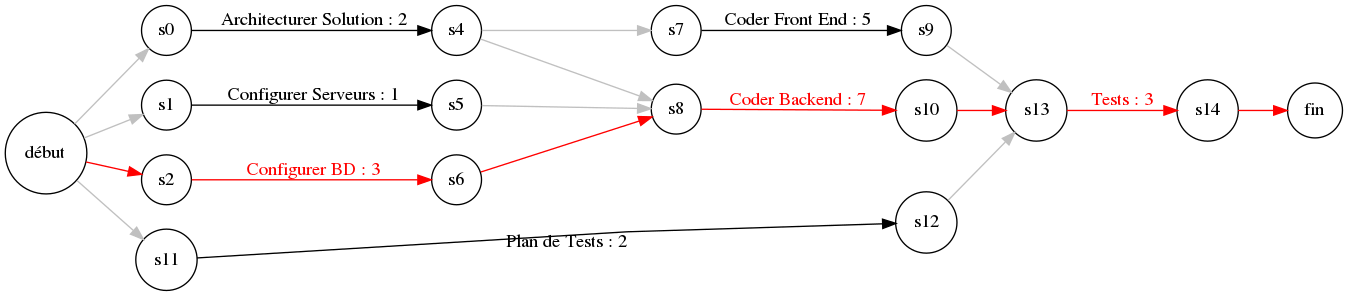 s0
Architecturer Solution : 2
s4
s7
Coder Front End : 5
s9
s1
Configurer Serveurs : 1
s5
s8
Coder Backend : 7
s10
s13
Tests : 3
s14
fin
début
s2
Configurer BD : 3
s6
s11
Plan de Tests : 2
s12